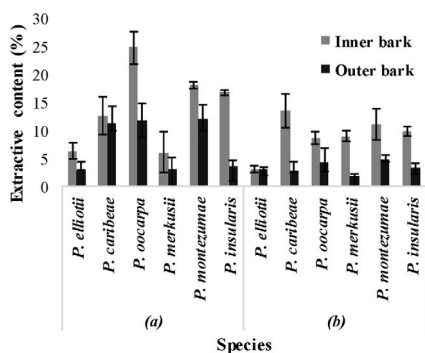 Extractive content (%)
30
25
20
15
10
5
0
Inner bark
Outer bark
P. elliotii
P. caribeae
P. oocarpa
P. merkusii
P. montezumae
P. insularis
P. elliotii
P. caribeae
P. oocarpa
P. merkusii
P. montezumae
P. insularis
(a)
(b)
Species